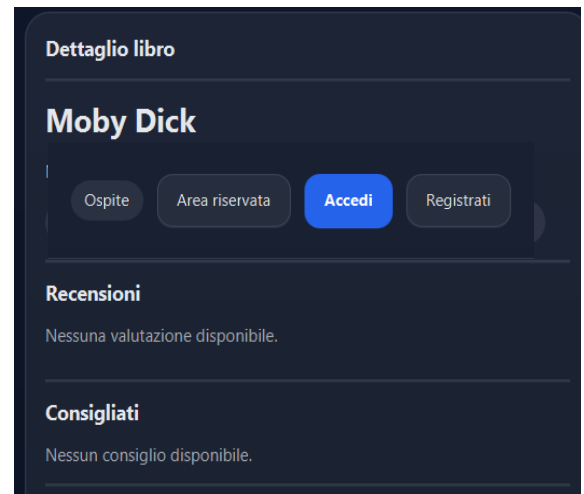 Dettaglio libro
Moby Dick
Ospite Area riservata Accedi Registrati
Recensioni
Nessuna valutazione disponibile.
Consigliati
Nessun consiglio disponibile.